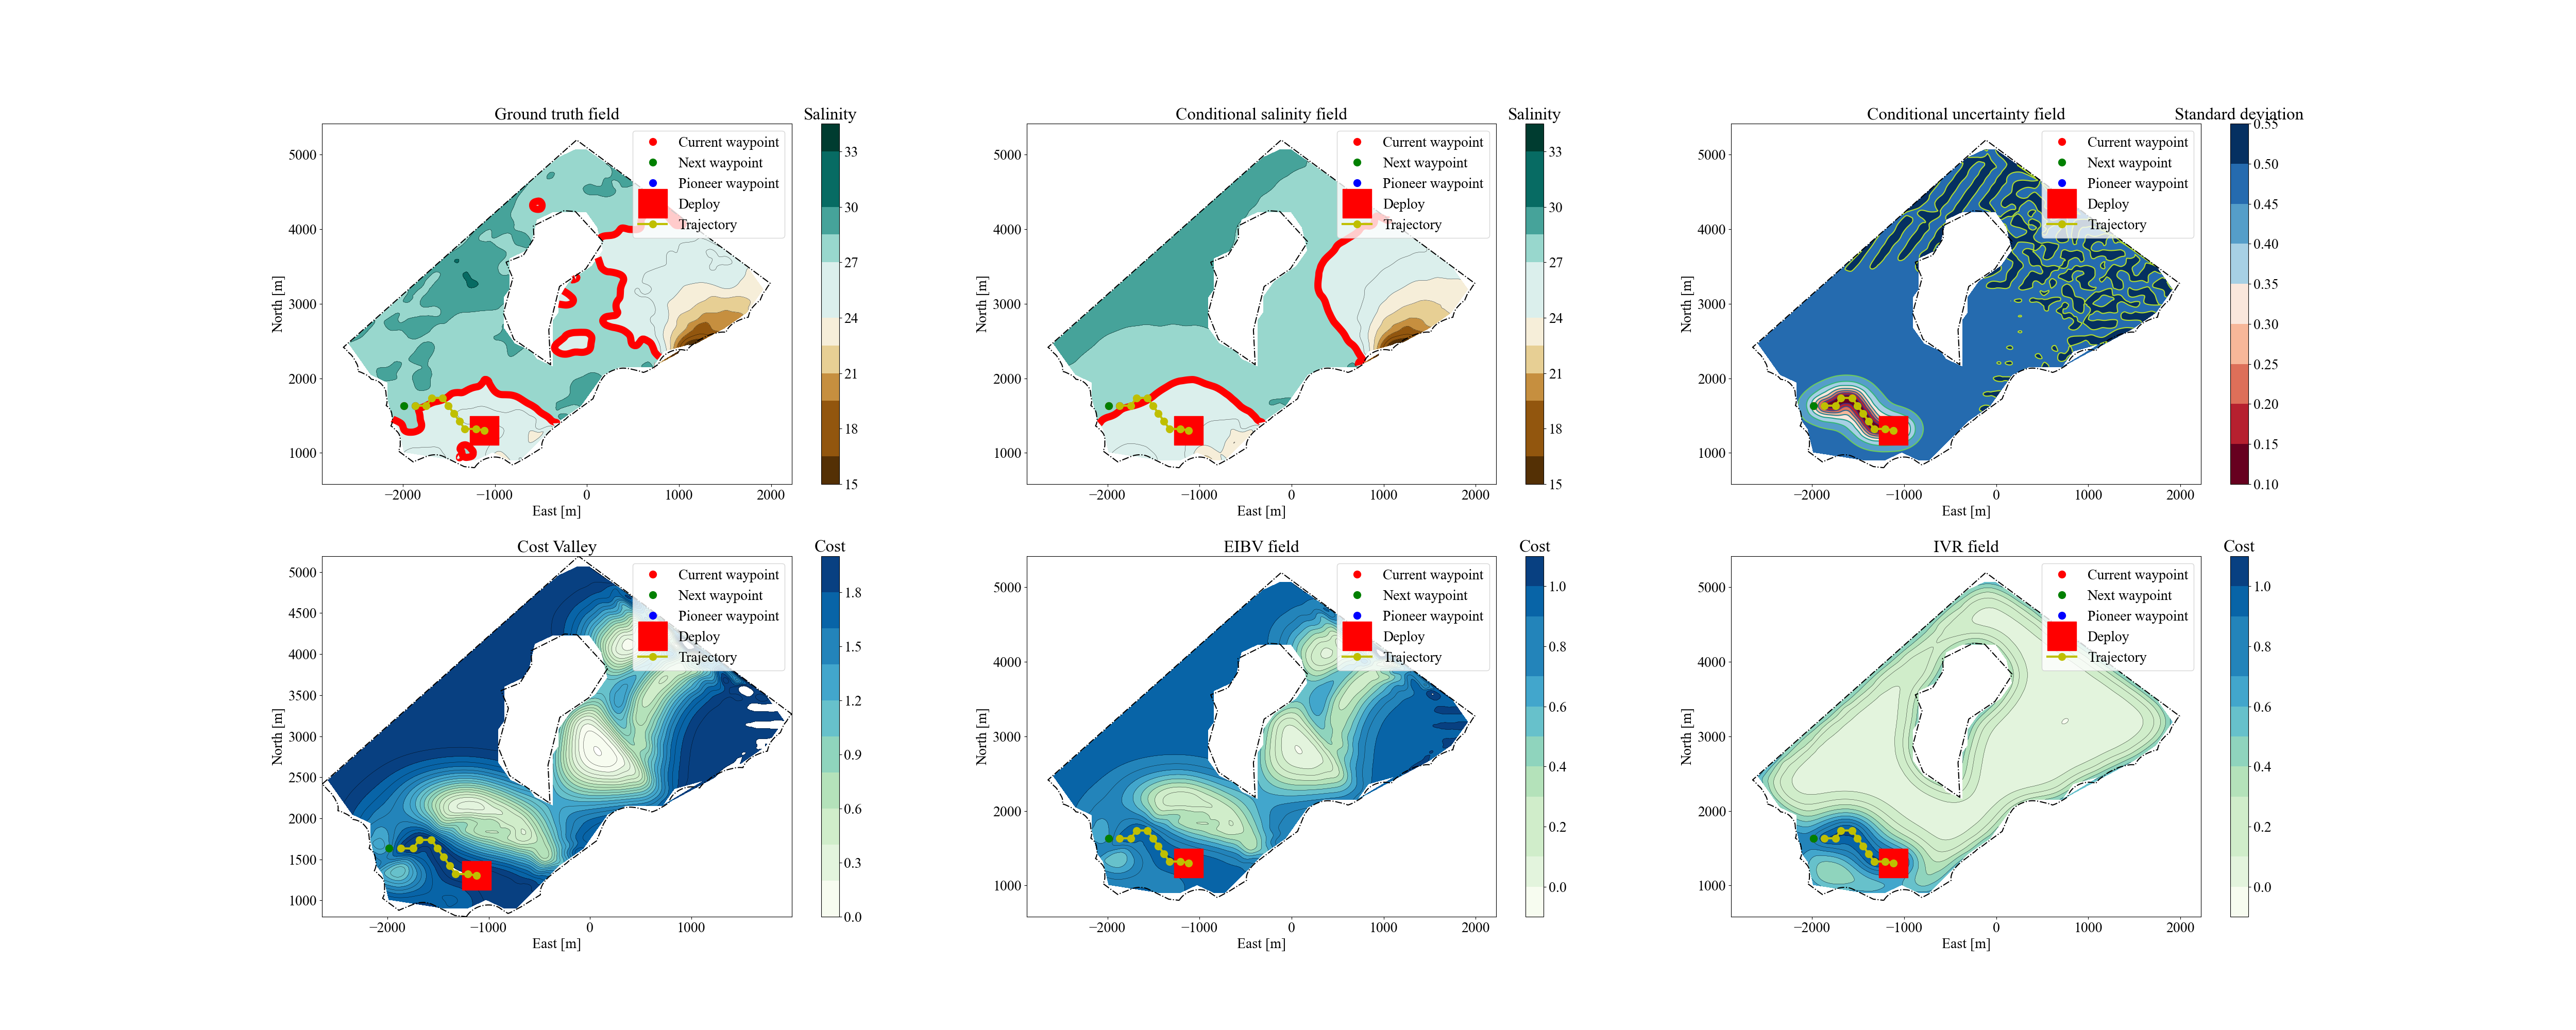 Ground truth field
Salinity
Current waypoint
Next waypoint
Pioneer waypoint
Deploy
Trajectory
5000
4000
3000
2000
1000
North [m]
−2000
−1000
0
1000
2000
East [m]
33
30
27
24
21
18
15
Conditional salinity field
Salinity
Current waypoint
Next waypoint
Pioneer waypoint
Deploy
Trajectory
5000
4000
3000
2000
1000
North [m]
−2000
−1000
0
1000
2000
East [m]
33
30
27
24
21
18
15
Conditional uncertainty field
Standard deviation
Current waypoint
Next waypoint
Pioneer waypoint
Deploy
Trajectory
5000
4000
3000
2000
1000
North [m]
−2000
−1000
0
1000
2000
East [m]
0.55
0.50
0.45
0.40
0.35
0.30
0.25
0.20
0.15
0.10
Cost Valley
Cost
Current waypoint
Next waypoint
Pioneer waypoint
Deploy
Trajectory
5000
4500
4000
3500
3000
2500
2000
1500
1000
North [m]
−2000
−1000
0
1000
East [m]
1.8
1.5
1.2
0.9
0.6
0.3
0.0
EIBV field
Cost
Current waypoint
Next waypoint
Pioneer waypoint
Deploy
Trajectory
5000
4000
3000
2000
1000
North [m]
−2000
−1000
0
1000
2000
East [m]
1.0
0.8
0.6
0.4
0.2
0.0
IVR field
Cost
Current waypoint
Next waypoint
Pioneer waypoint
Deploy
Trajectory
5000
4000
3000
2000
1000
North [m]
−2000
−1000
0
1000
2000
East [m]
1.0
0.8
0.6
0.4
0.2
0.0